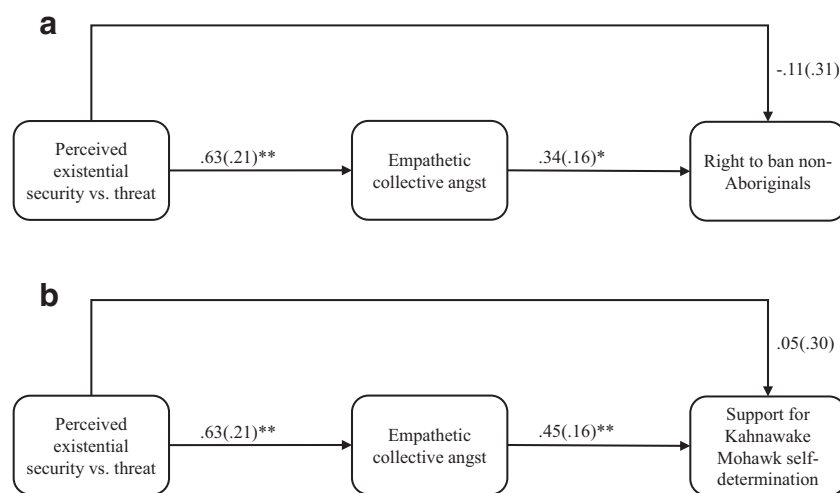 a
-.11(.31)
Perceived
existential
security vs. threat
.63(.21)**
Empathetic
collective angst
.34(.16)*
Right to ban non-
Aboriginals
b
.05(.30)
Perceived
existential
security vs. threat
.63(.21)**
Empathetic
collective angst
.45(.16)**
Support for
Kahnawake
Mohawk self-
determination